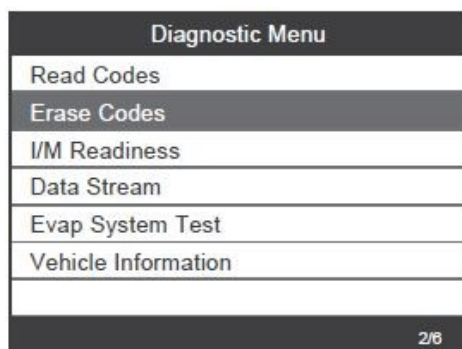 Diagnostic Menu
Read Codes
Erase Codes
I/M Readiness
Data Stream
Evap System Test
Vehicle Information
2/6